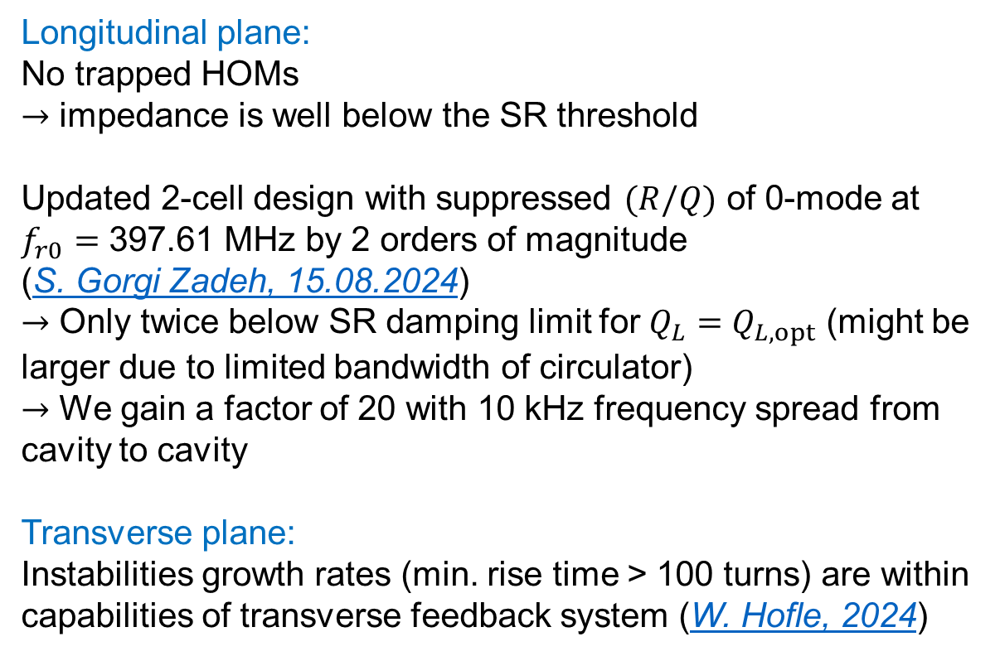 Longitudinal plane:
No trapped HOMs
→ impedance is well below the SR threshold
Updated 2-cell design with suppressed (R/Q) of 0-mode at
f_{r0} = 397.61 MHz by 2 orders of magnitude
(S. Gorgi Zadeh, 15.08.2024)
→ Only twice below SR damping limit for Q_L = Q_{L,opt} (might be
larger due to limited bandwidth of circulator)
→ We gain a factor of 20 with 10 kHz frequency spread from
cavity to cavity
Transverse plane:
Instabilities growth rates (min. rise time > 100 turns) are within
capabilities of transverse feedback system (W. Hofle, 2024)